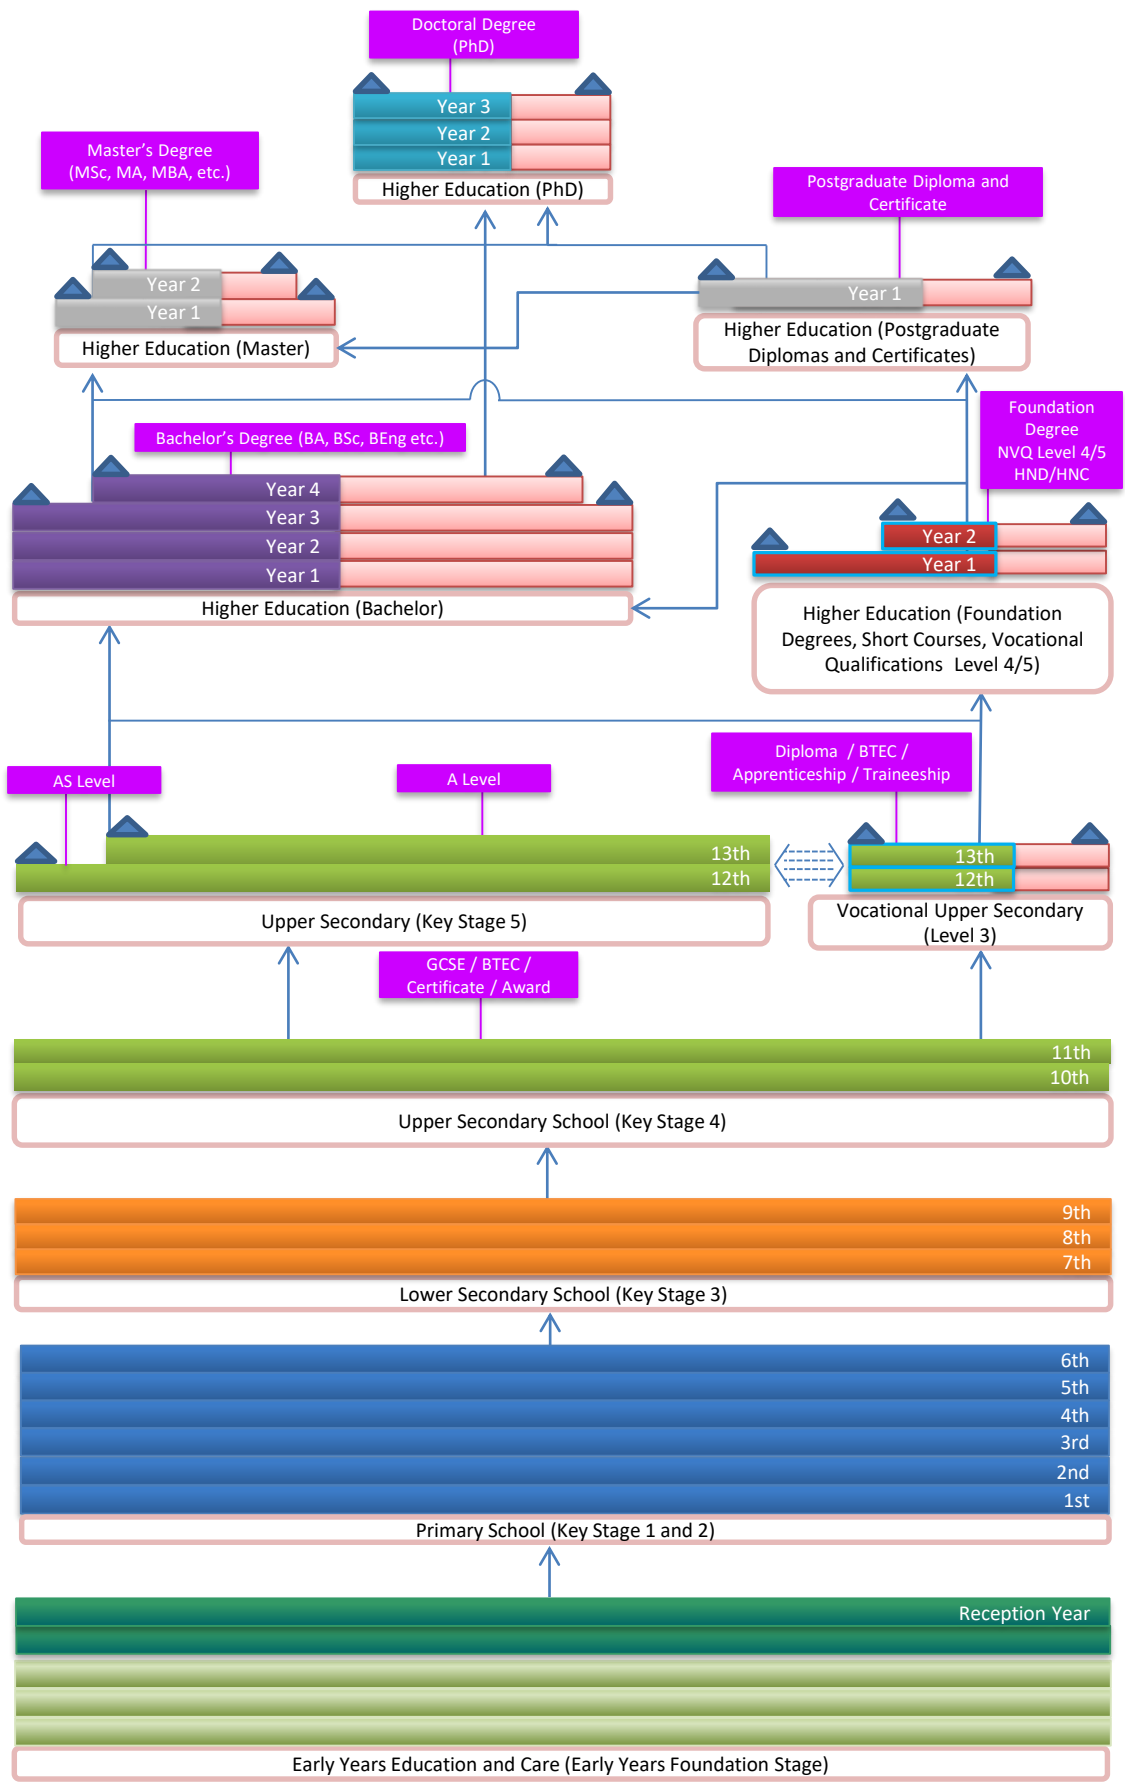 Doctoral Degree
(PhD)
Year 3
Year 2
Year 1
Higher Education (PhD)
Master's Degree
(MSc, MA, MBA, etc.)
Postgraduate Diploma and
Certificate
Year 2
Year 1
Higher Education (Master)
Year 1
Higher Education (Postgraduate
Diplomas and Certificates)
Bachelor's Degree (BA, BSc, BEng etc.)
Year 4
Year 3
Year 2
Year 1
Higher Education (Bachelor)
Foundation
Degree
NVQ Level 4/5
HND/HNC
Year 2
Year 1
Higher Education (Foundation
Degrees, Short Courses, Vocational
Qualifications Level 4/5)
AS Level
A Level
13th
12th
Upper Secondary (Key Stage 5)
Diploma / BTEC /
Apprenticeship / Traineeship
13th
12th
Vocational Upper Secondary
(Level 3)
GCSE / BTEC /
Certificate / Award
11th
10th
Upper Secondary School (Key Stage 4)
9th
8th
7th
Lower Secondary School (Key Stage 3)
6th
5th
4th
3rd
2nd
1st
Primary School (Key Stage 1 and 2)
Reception Year
Early Years Education and Care (Early Years Foundation Stage)